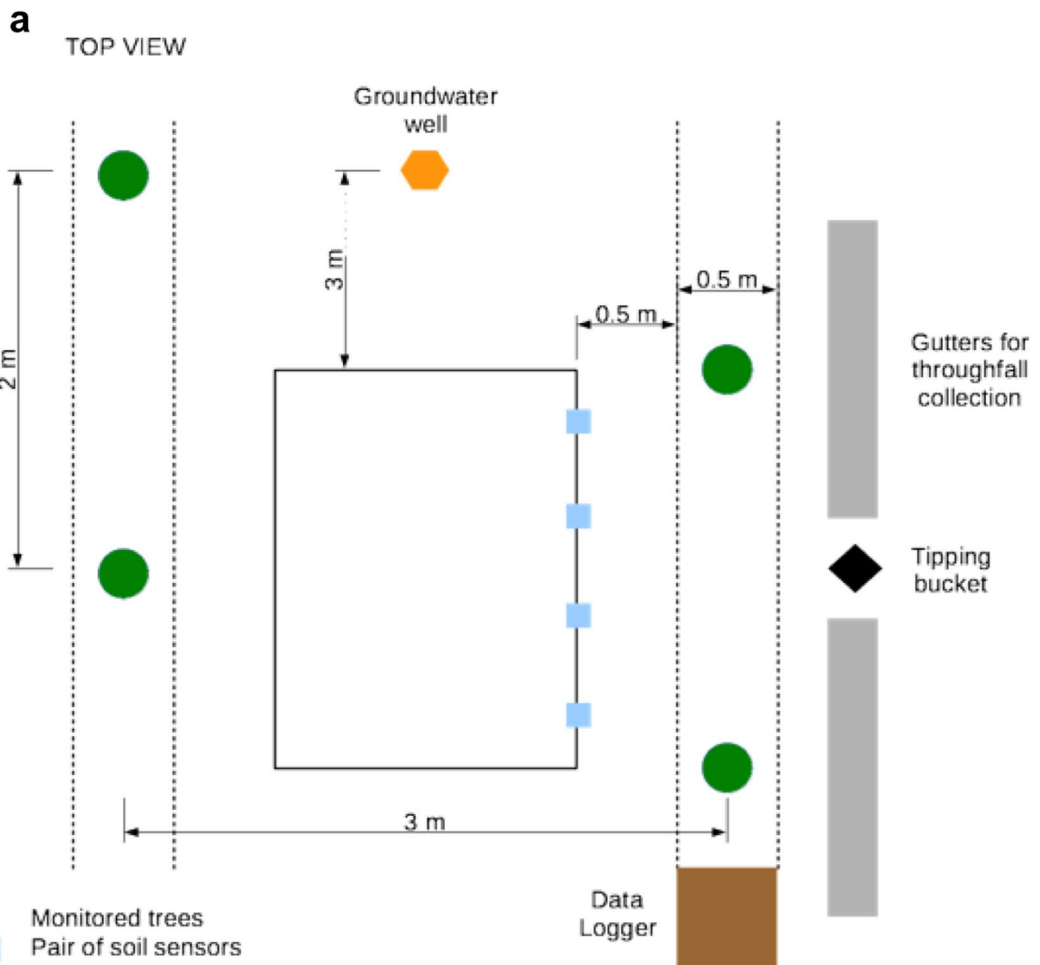 a
TOP VIEW
Groundwater
well
3 m
0.5 m
0.5 m
2 m
Gutters for
throughfall
collection
Tipping
bucket
3 m
Data
Logger
Monitored trees
Pair of soil sensors